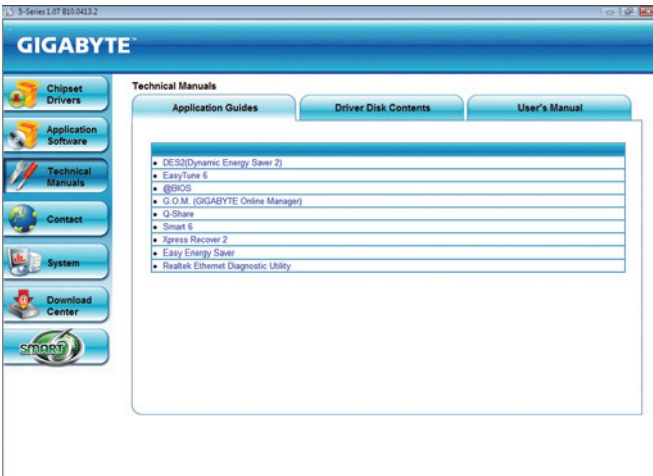 5-Series 1.07 B10.0413.2
GIGABYTE™
Chipset
Drivers
Application
Software
Technical
Manuals
Contact
System
Download
Center
SMART 6
Technical Manuals
Application Guides
Driver Disk Contents
User's Manual
• DES2(Dynamic Energy Saver 2)
• EasyTune 6
• @BIOS
• G.O.M. (GIGABYTE Online Manager)
• Q-Share
• Smart 6
• Xpress Recover 2
• Easy Energy Saver
• Realtek Ethernet Diagnostic Utility